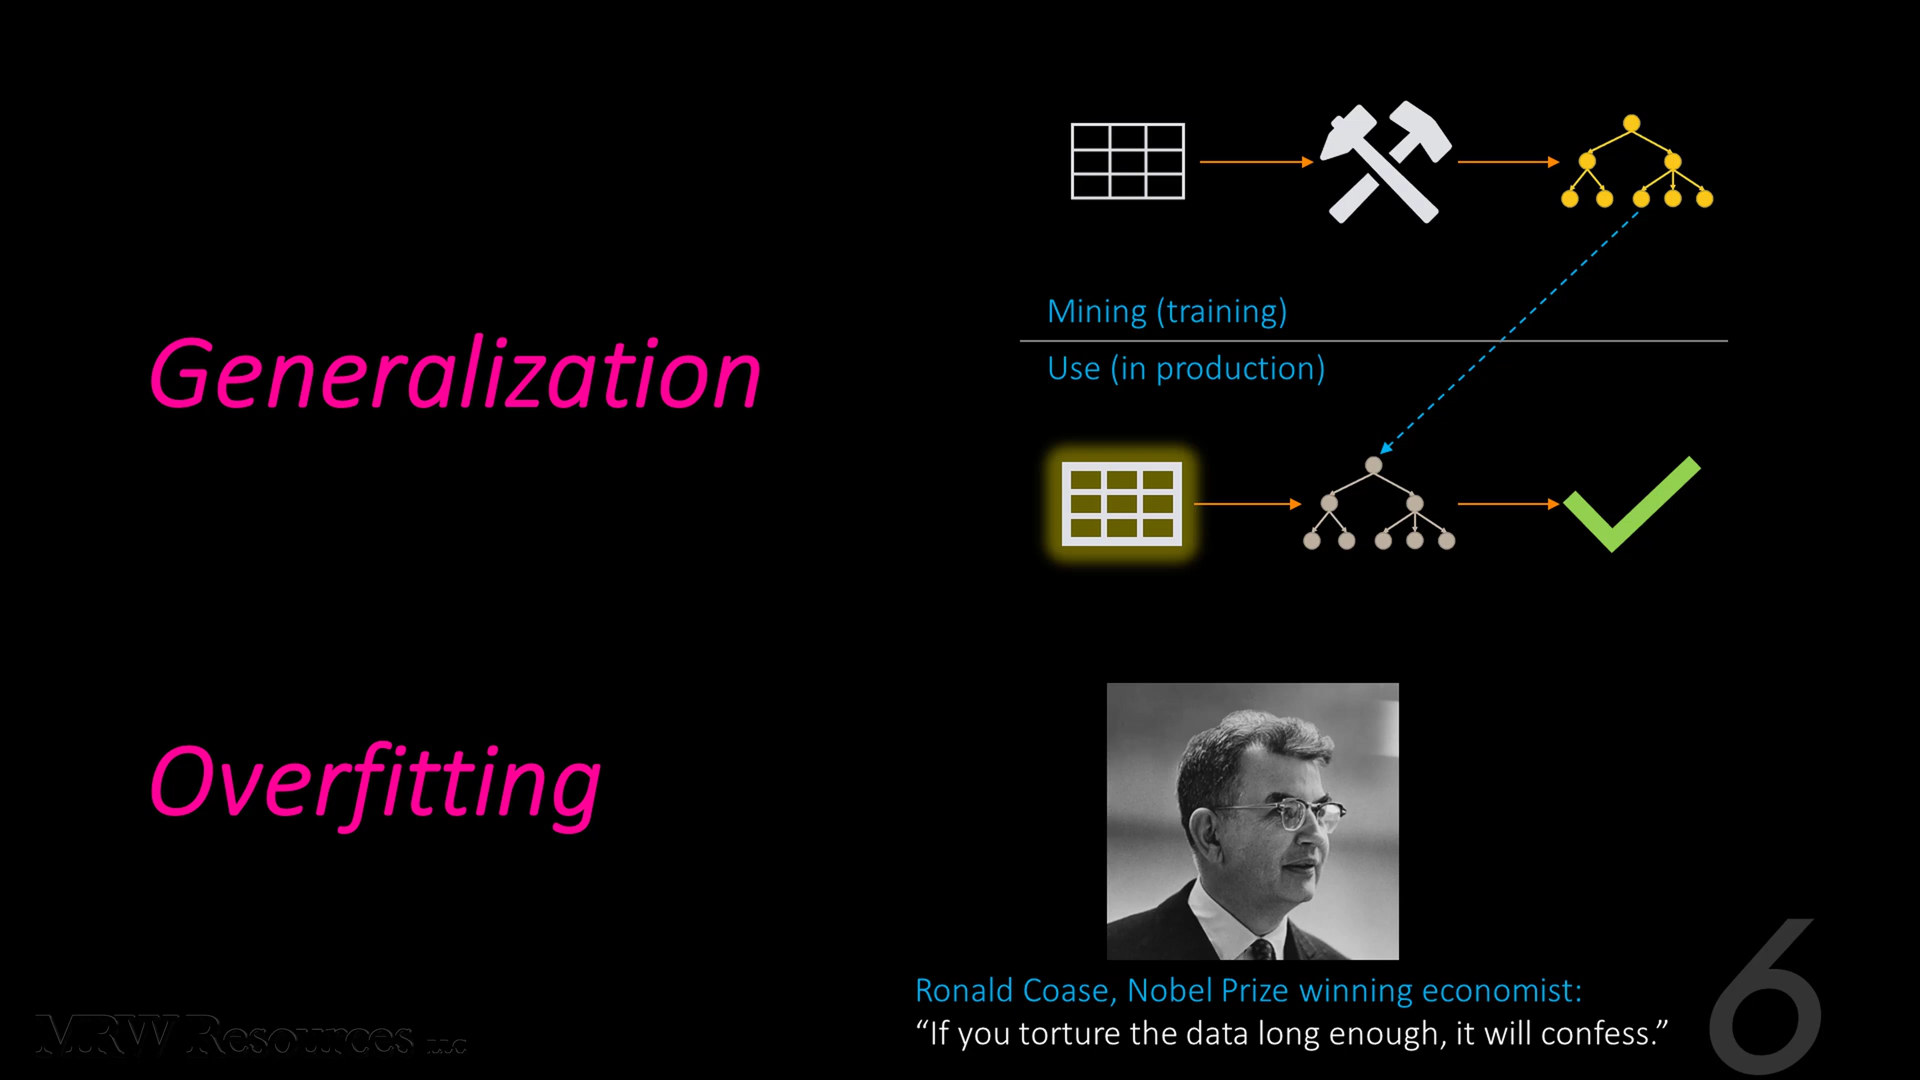 Generalization
Mining (training)
Use (in production)
Overfitting
Ronald Coase, Nobel Prize winning economist:
“If you torture the data long enough, it will confess.”
MRW Resources LLC
6